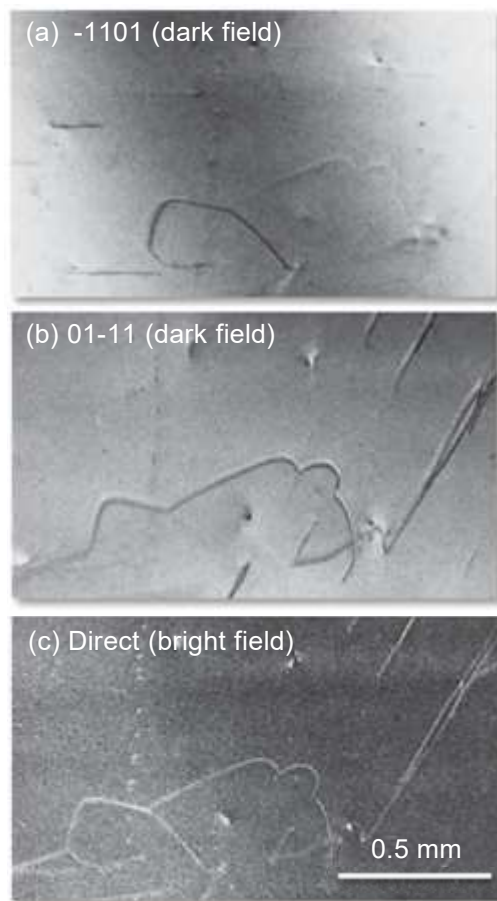 (a) -1101 (dark field)
(b) 01-11 (dark field)
(c) Direct (bright field)
0.5 mm